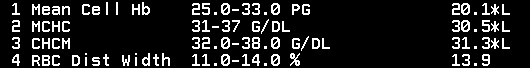 1 Mean Cell Hb 25.0-33.0 PG 20.1*L
2 MCHC 31-37 G/DL 30.5*L
3 CHCM 32.0-38.0 G/DL 31.3*L
4 RBC Dist Width 11.0-14.0 % 13.9